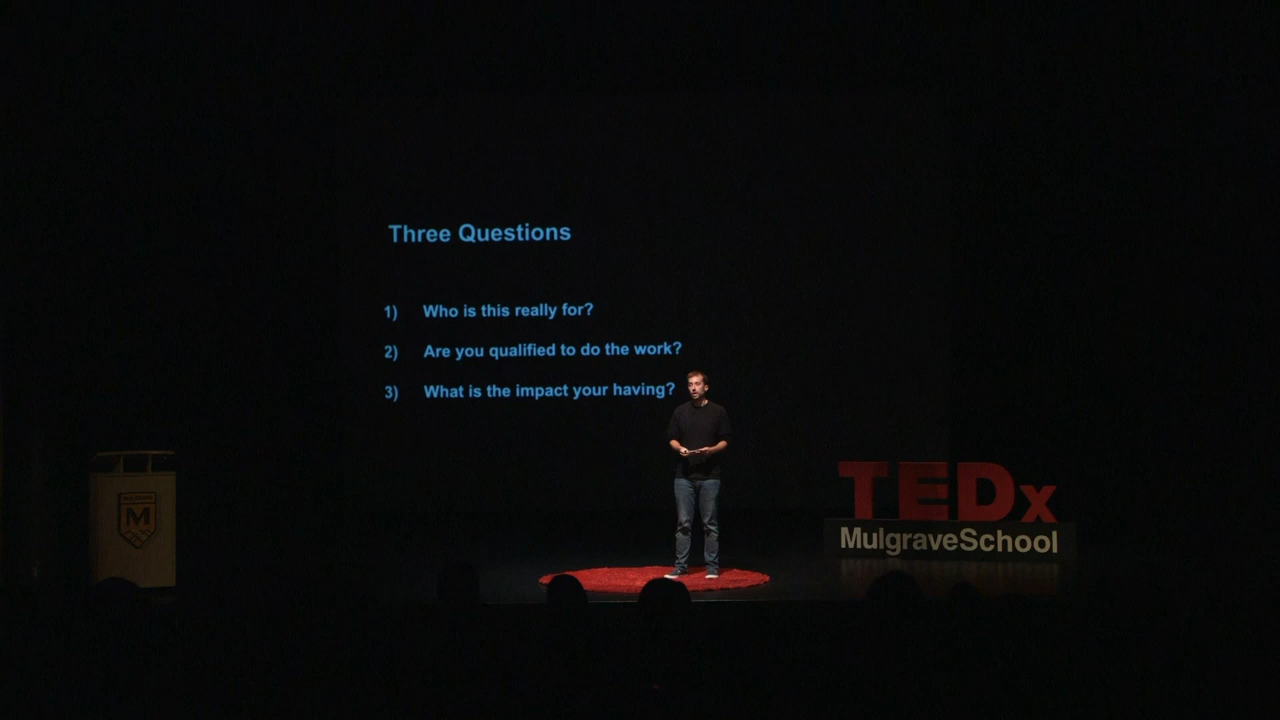 Three Questions
1) Who is this really for?
2) Are you qualified to do the work?
3) What is the impact your having?
M
TEDx
MulgraveSchool